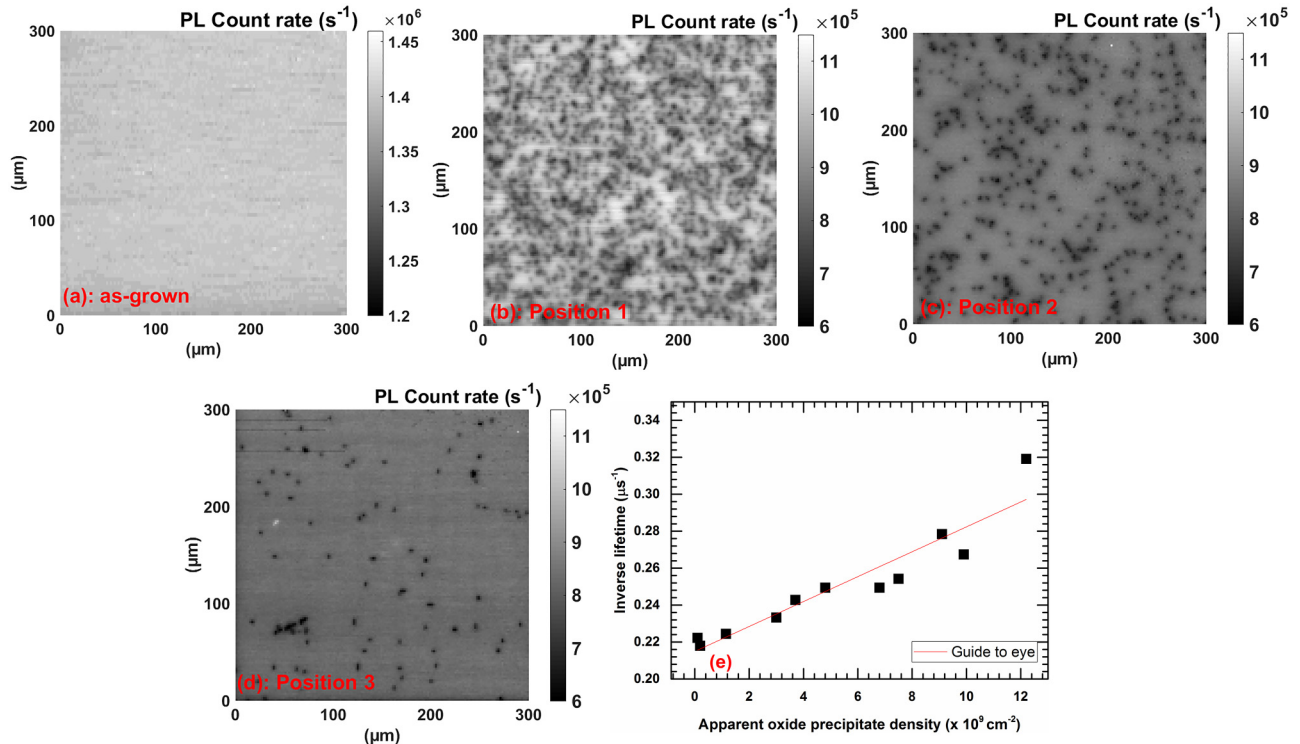 PL Count rate (s⁻¹)
×10⁶
300
200
100
0
(µm)
0 100 200 300
(µm)
1.45
1.4
1.35
1.3
1.25
1.2
(a): as-grown
PL Count rate (s⁻¹)
×10⁵
300
200
100
0
(µm)
0 100 200 300
(µm)
11
10
9
8
7
6
(b): Position 1
PL Count rate (s⁻¹)
×10⁵
300
200
100
0
(µm)
0 100 200 300
(µm)
11
10
9
8
7
6
(c): Position 2
PL Count rate (s⁻¹)
×10⁵
300
200
100
0
(µm)
0 100 200 300
(µm)
11
10
9
8
7
6
(d): Position 3
Inverse lifetime (µs⁻¹)
0.34
0.32
0.30
0.28
0.26
0.24
0.22
0.20
(e)
Guide to eye
0 2 4 6 8 10 12
Apparent oxide precipitate density (x 10⁹ cm⁻²)